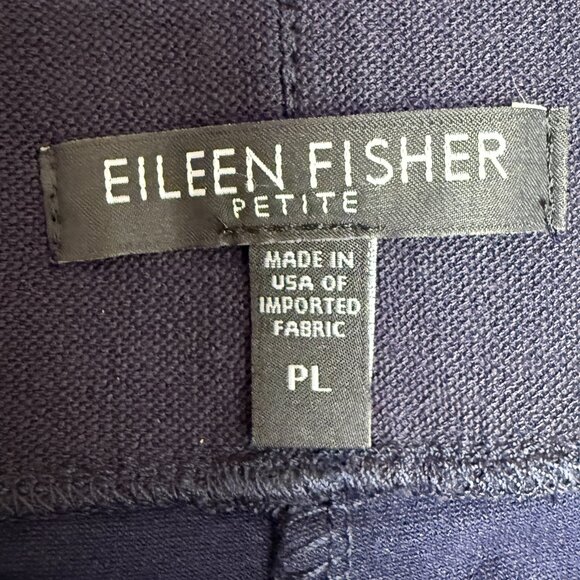 EILEEN FISHER
PETITE
MADE IN
USA OF
IMPORTED
FABRIC
PL